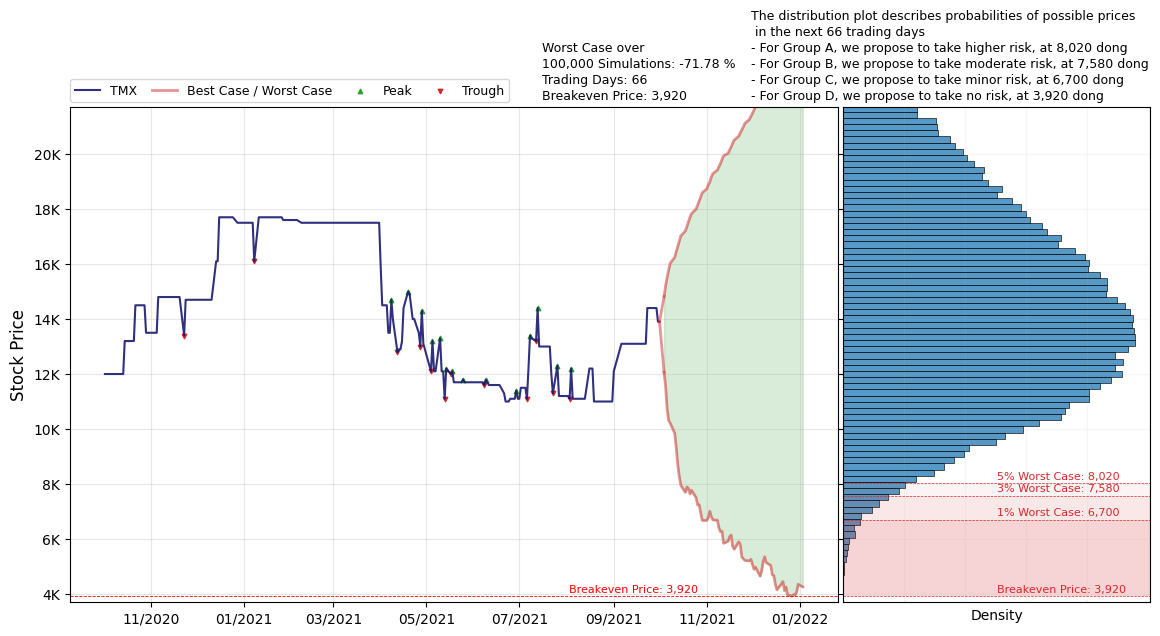 The distribution plot describes probabilities of possible prices
in the next 66 trading days
- For Group A, we propose to take higher risk, at 8,020 dong
- For Group B, we propose to take moderate risk, at 7,580 dong
- For Group C, we propose to take minor risk, at 6,700 dong
- For Group D, we propose to take no risk, at 3,920 dong
Worst Case over
100,000 Simulations: -71.78 %
Trading Days: 66
Breakeven Price: 3,920
TMX
Best Case / Worst Case
Peak
Trough
Stock Price
20K
18K
16K
14K
12K
10K
8K
6K
4K
Breakeven Price: 3,920
11/2020
01/2021
03/2021
05/2021
07/2021
09/2021
11/2021
01/2022
5% Worst Case: 8,020
3% Worst Case: 7,580
1% Worst Case: 6,700
Breakeven Price: 3,920
Density